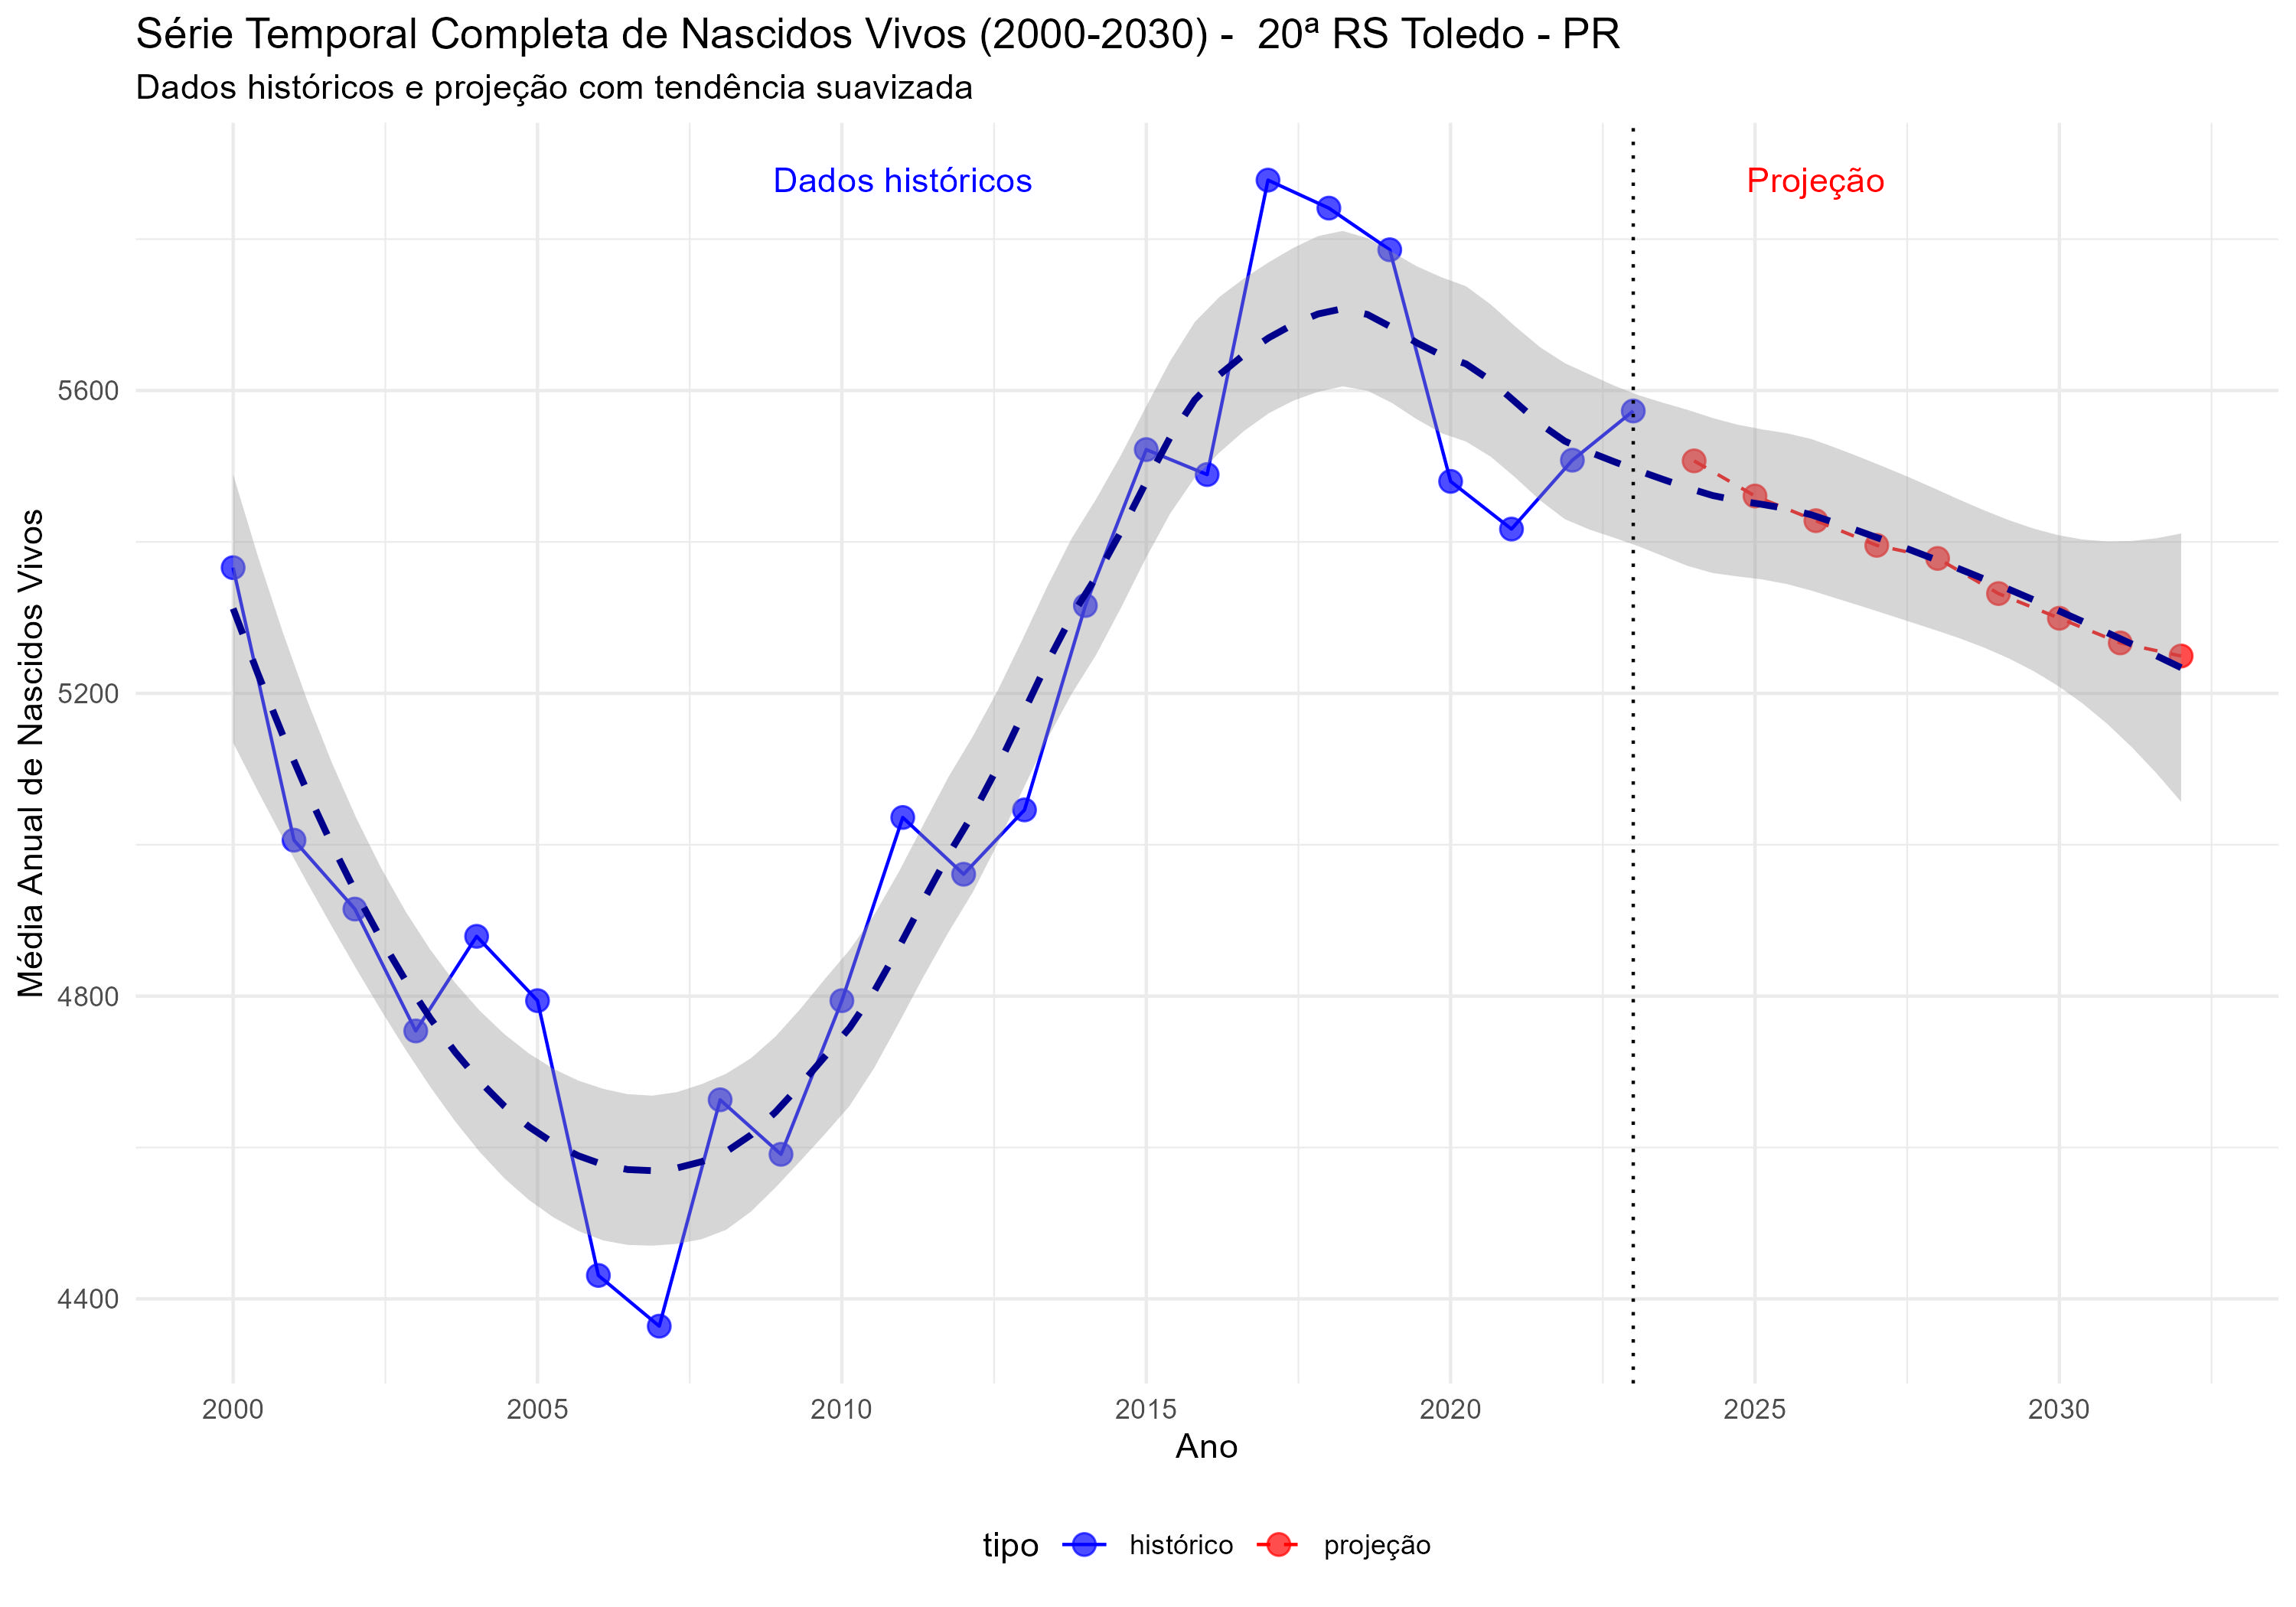 Série Temporal Completa de Nascidos Vivos (2000-2030) -  20ª RS Toledo - PR
Dados históricos e projeção com tendência suavizada
Dados históricos
Projeção
Média Anual de Nascidos Vivos
5600
5200
4800
4400
2000
2005
2010
2015
2020
2025
2030
Ano
tipo
histórico
projeção